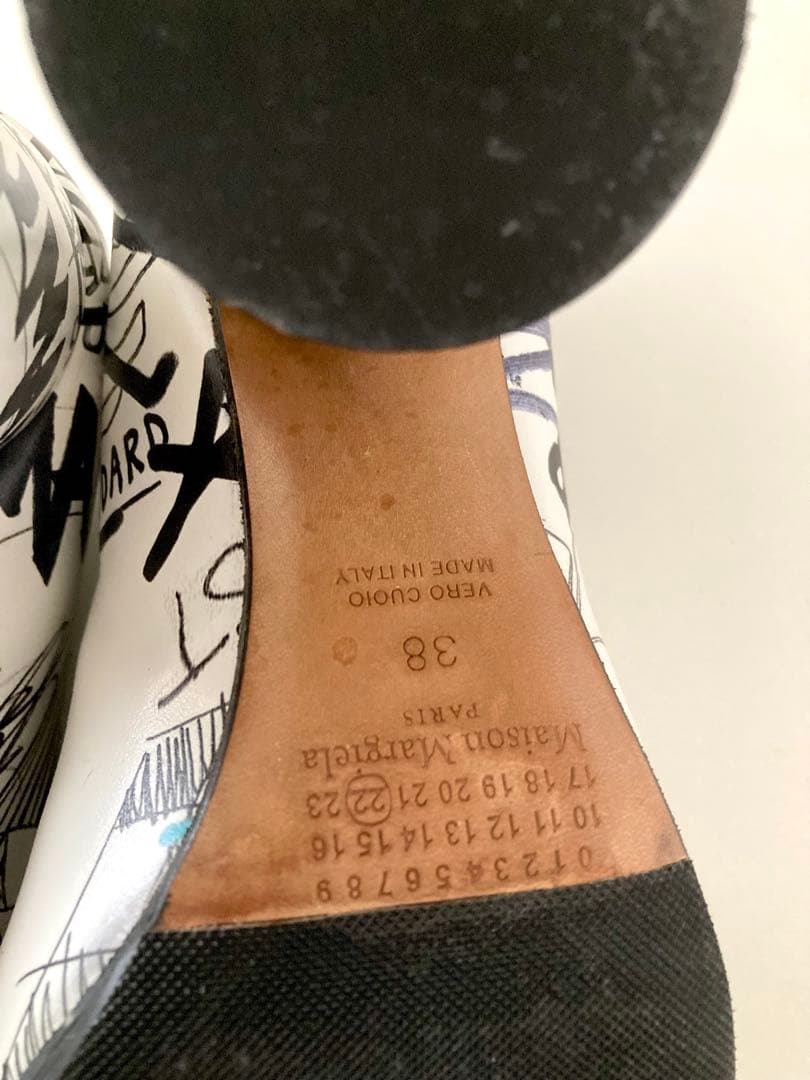 0 1 2 3 4 5 6 7 8 9
10 11 12 13 14 15 16
17 18 19 20 21 22 23
Maison Margiela
PARIS
38
VERO CUOIO
MADE IN ITALY
DARD